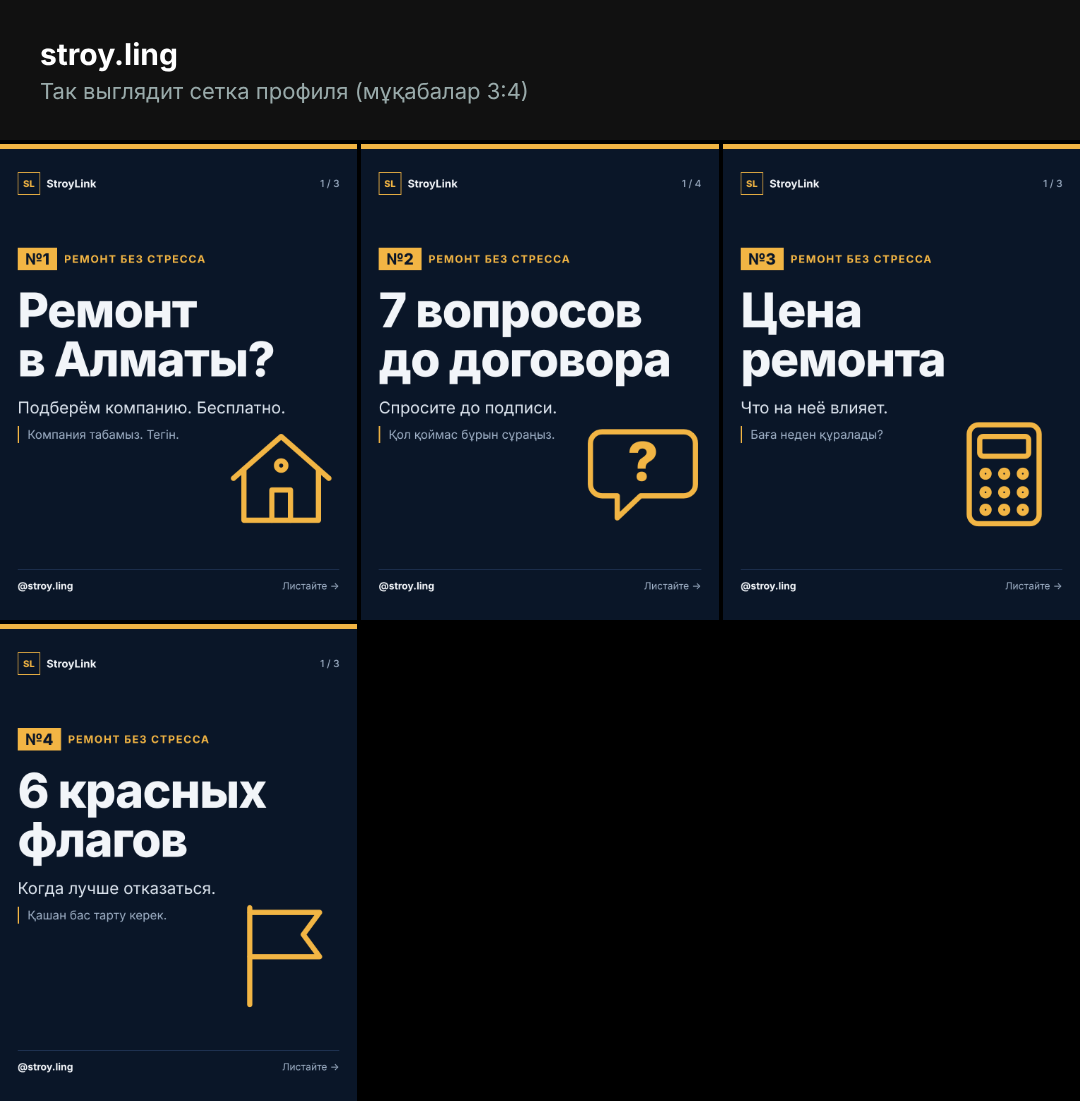 stroy.ling
Так выглядит сетка профиля (мұқабалар 3:4)
SL StroyLink 1 / 3
№1 РЕМОНТ БЕЗ СТРЕССА
Ремонт
в Алматы?
Подберём компанию. Бесплатно.
Компания табамыз. Тегін.
@stroy.ling Листайте →
SL StroyLink 1 / 4
№2 РЕМОНТ БЕЗ СТРЕССА
7 вопросов
до договора
Спросите до подписи.
Қол қоймас бұрын сұраңыз.
?
@stroy.ling Листайте →
SL StroyLink 1 / 3
№3 РЕМОНТ БЕЗ СТРЕССА
Цена
ремонта
Что на неё влияет.
Баға неден құралады?
@stroy.ling Листайте →
SL StroyLink 1 / 3
№4 РЕМОНТ БЕЗ СТРЕССА
6 красных
флагов
Когда лучше отказаться.
Қашан бас тарту керек.
@stroy.ling Листайте →